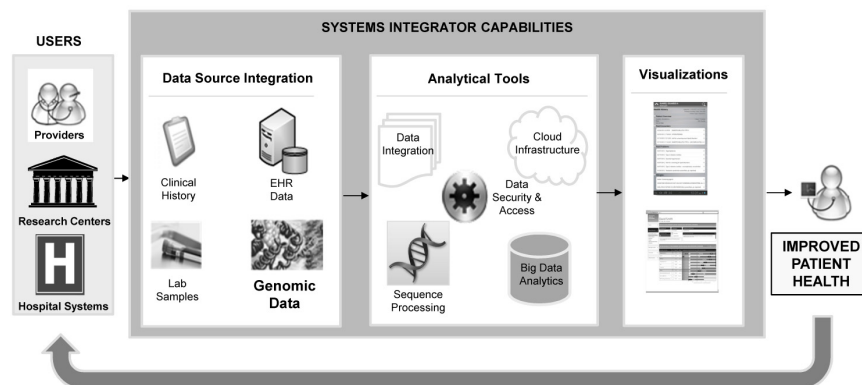 SYSTEMS INTEGRATOR CAPABILITIES
USERS
Providers
Research Centers
H
Hospital Systems
Data Source Integration
Clinical
History
EHR
Data
Lab
Samples
Genomic
Data
Analytical Tools
Data
Integration
Cloud
Infrastructure
Data
Security &
Access
Sequence
Processing
Big Data
Analytics
Visualizations
IMPROVED
PATIENT
HEALTH